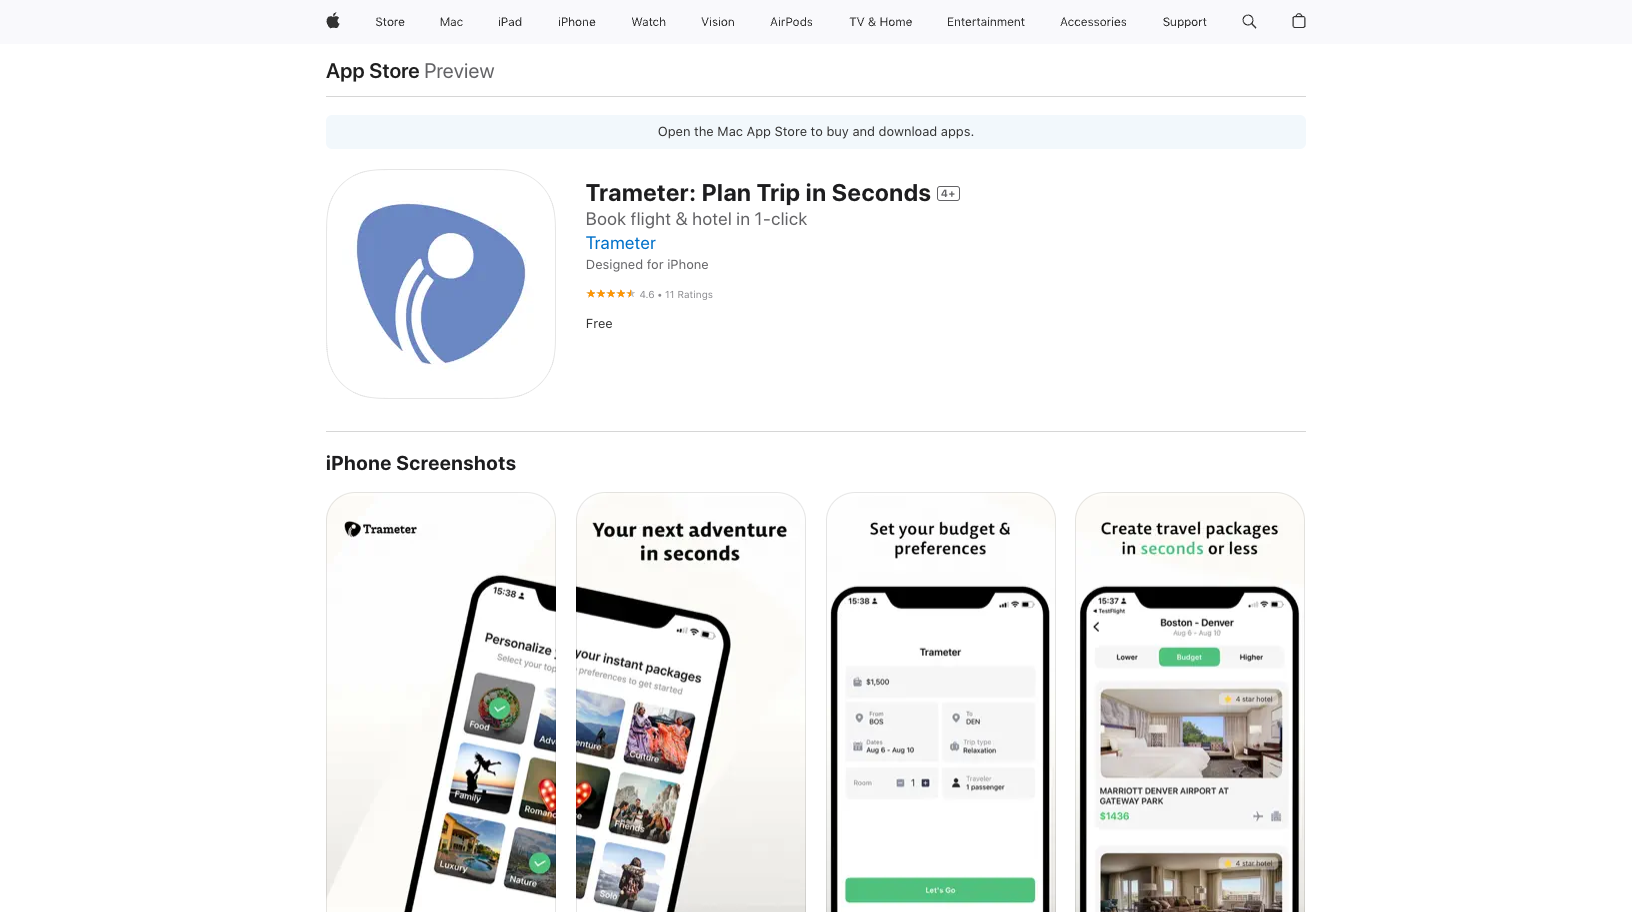 Store
Mac
iPad
iPhone
Watch
Vision
AirPods
TV & Home
Entertainment
Accessories
Support
App Store Preview
Open the Mac App Store to buy and download apps.
Trameter: Plan Trip in Seconds 4+
Book flight & hotel in 1-click
Trameter
Designed for iPhone
4.6 • 11 Ratings
Free
iPhone Screenshots
Trameter
15:38
Personalize
Select your top
Food
Family
Luxury
Nature
Your next adventure
in seconds
your instant packages
preferences to get started
Culture
Friends
Solo
Set your budget &
preferences
15:38
Trameter
$1,500
From
BOS
To
DEN
Dates
Aug 6 - Aug 10
Trip type
Relaxation
Room
1
Traveler
1 passenger
Let's Go
Create travel packages
in seconds or less
15:37
TestFlight
Boston - Denver
Aug 6 - Aug 10
Lower
Budget
Higher
4 star hotel
MARRIOTT DENVER AIRPORT AT
GATEWAY PARK
$1436
4 star hotel